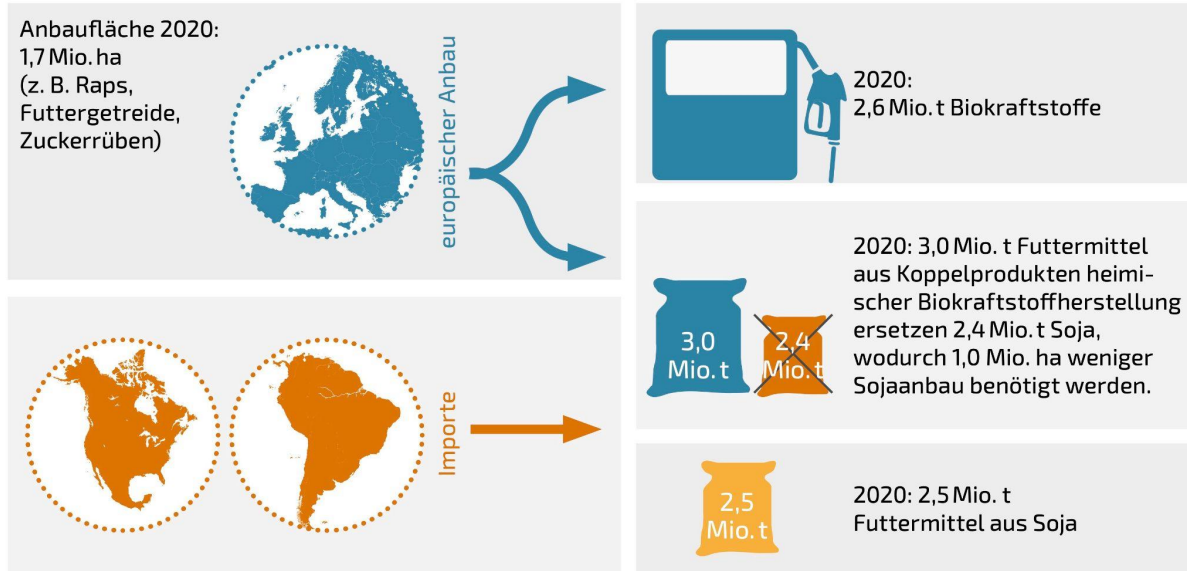 Anbaufläche 2020:
1,7 Mio. ha
(z. B. Raps,
Futtergetreide,
Zuckerrüben)
europäischer Anbau
2020:
2,6 Mio. t Biokraftstoffe
3,0
Mio. t
2,4
Mio. t
2020: 3,0 Mio. t Futtermittel
aus Koppelprodukten heimi-
scher Biokraftstoffherstellung
ersetzen 2,4 Mio. t Soja,
wodurch 1,0 Mio. ha weniger
Sojaanbau benötigt werden.
Importe
2,5
Mio. t
2020: 2,5 Mio. t
Futtermittel aus Soja